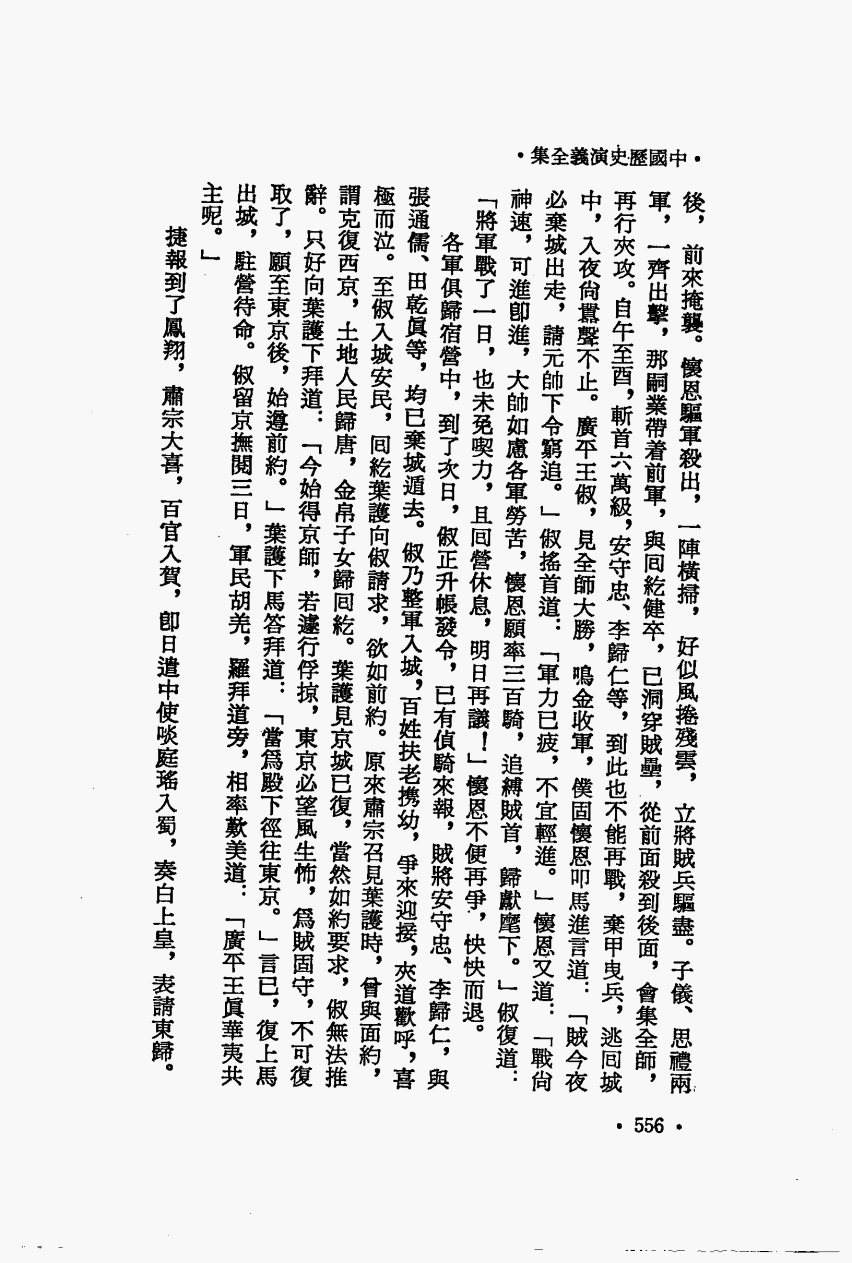 •中國歷史演義全集•
後，前來掩襲。懷恩驅軍殺出，一陣橫掃，好似風捲殘雲，立將賊兵驅盡。子儀、思禮兩
軍，一齊出擊，那嗣業帶着前軍，與囘紇健卒，已洞穿賊壘，從前面殺到後面，會集全師，
再行夾攻。自午至酉，斬首六萬級，安守忠、李歸仁等，到此也不能再戰，棄甲曳兵，逃囘城
中，入夜尙囂聲不止。廣平王俶，見全師大勝，鳴金收軍，僕固懷恩叩馬進言道：「賊今夜
必棄城出走，請元帥下令窮追。」俶搖首道：「軍力已疲，不宜輕進。」懷恩又道：「戰尙
神速，可進卽進，大帥如慮各軍勞苦，懷恩願率三百騎，追縛賊首，歸獻麾下。」俶復道：
「將軍戰了一日，也未免喫力，且囘營休息，明日再議！」懷恩不便再爭，怏怏而退。
各軍俱歸宿營中，到了次日，俶正升帳發令，已有偵騎來報，賊將安守忠、李歸仁，與
張通儒、田乾眞等，均已棄城遁去。俶乃整軍入城，百姓扶老携幼，爭來迎接，夾道歡呼，喜
極而泣。至俶入城安民，囘紇葉護向俶請求，欲如前約。原來肅宗召見葉護時，曾與面約，
謂克復西京，土地人民歸唐，金帛子女歸囘紇。葉護見京城已復，當然如約要求，俶無法推
辭。只好向葉護下拜道：「今始得京師，若遽行俘掠，東京必望風生怖，爲賊固守，不可復
取了，願至東京後，始遵前約。」葉護下馬答拜道：「當爲殿下徑往東京。」言已，復上馬
出城，駐營待命。俶留京撫閱三日，軍民胡羌，羅拜道旁，相率歎美道：「廣平王眞華夷共
主呢。」
捷報到了鳳翔，肅宗大喜，百官入賀，卽日遣中使啖庭瑤入蜀，奏白上皇，表請東歸。
•556•